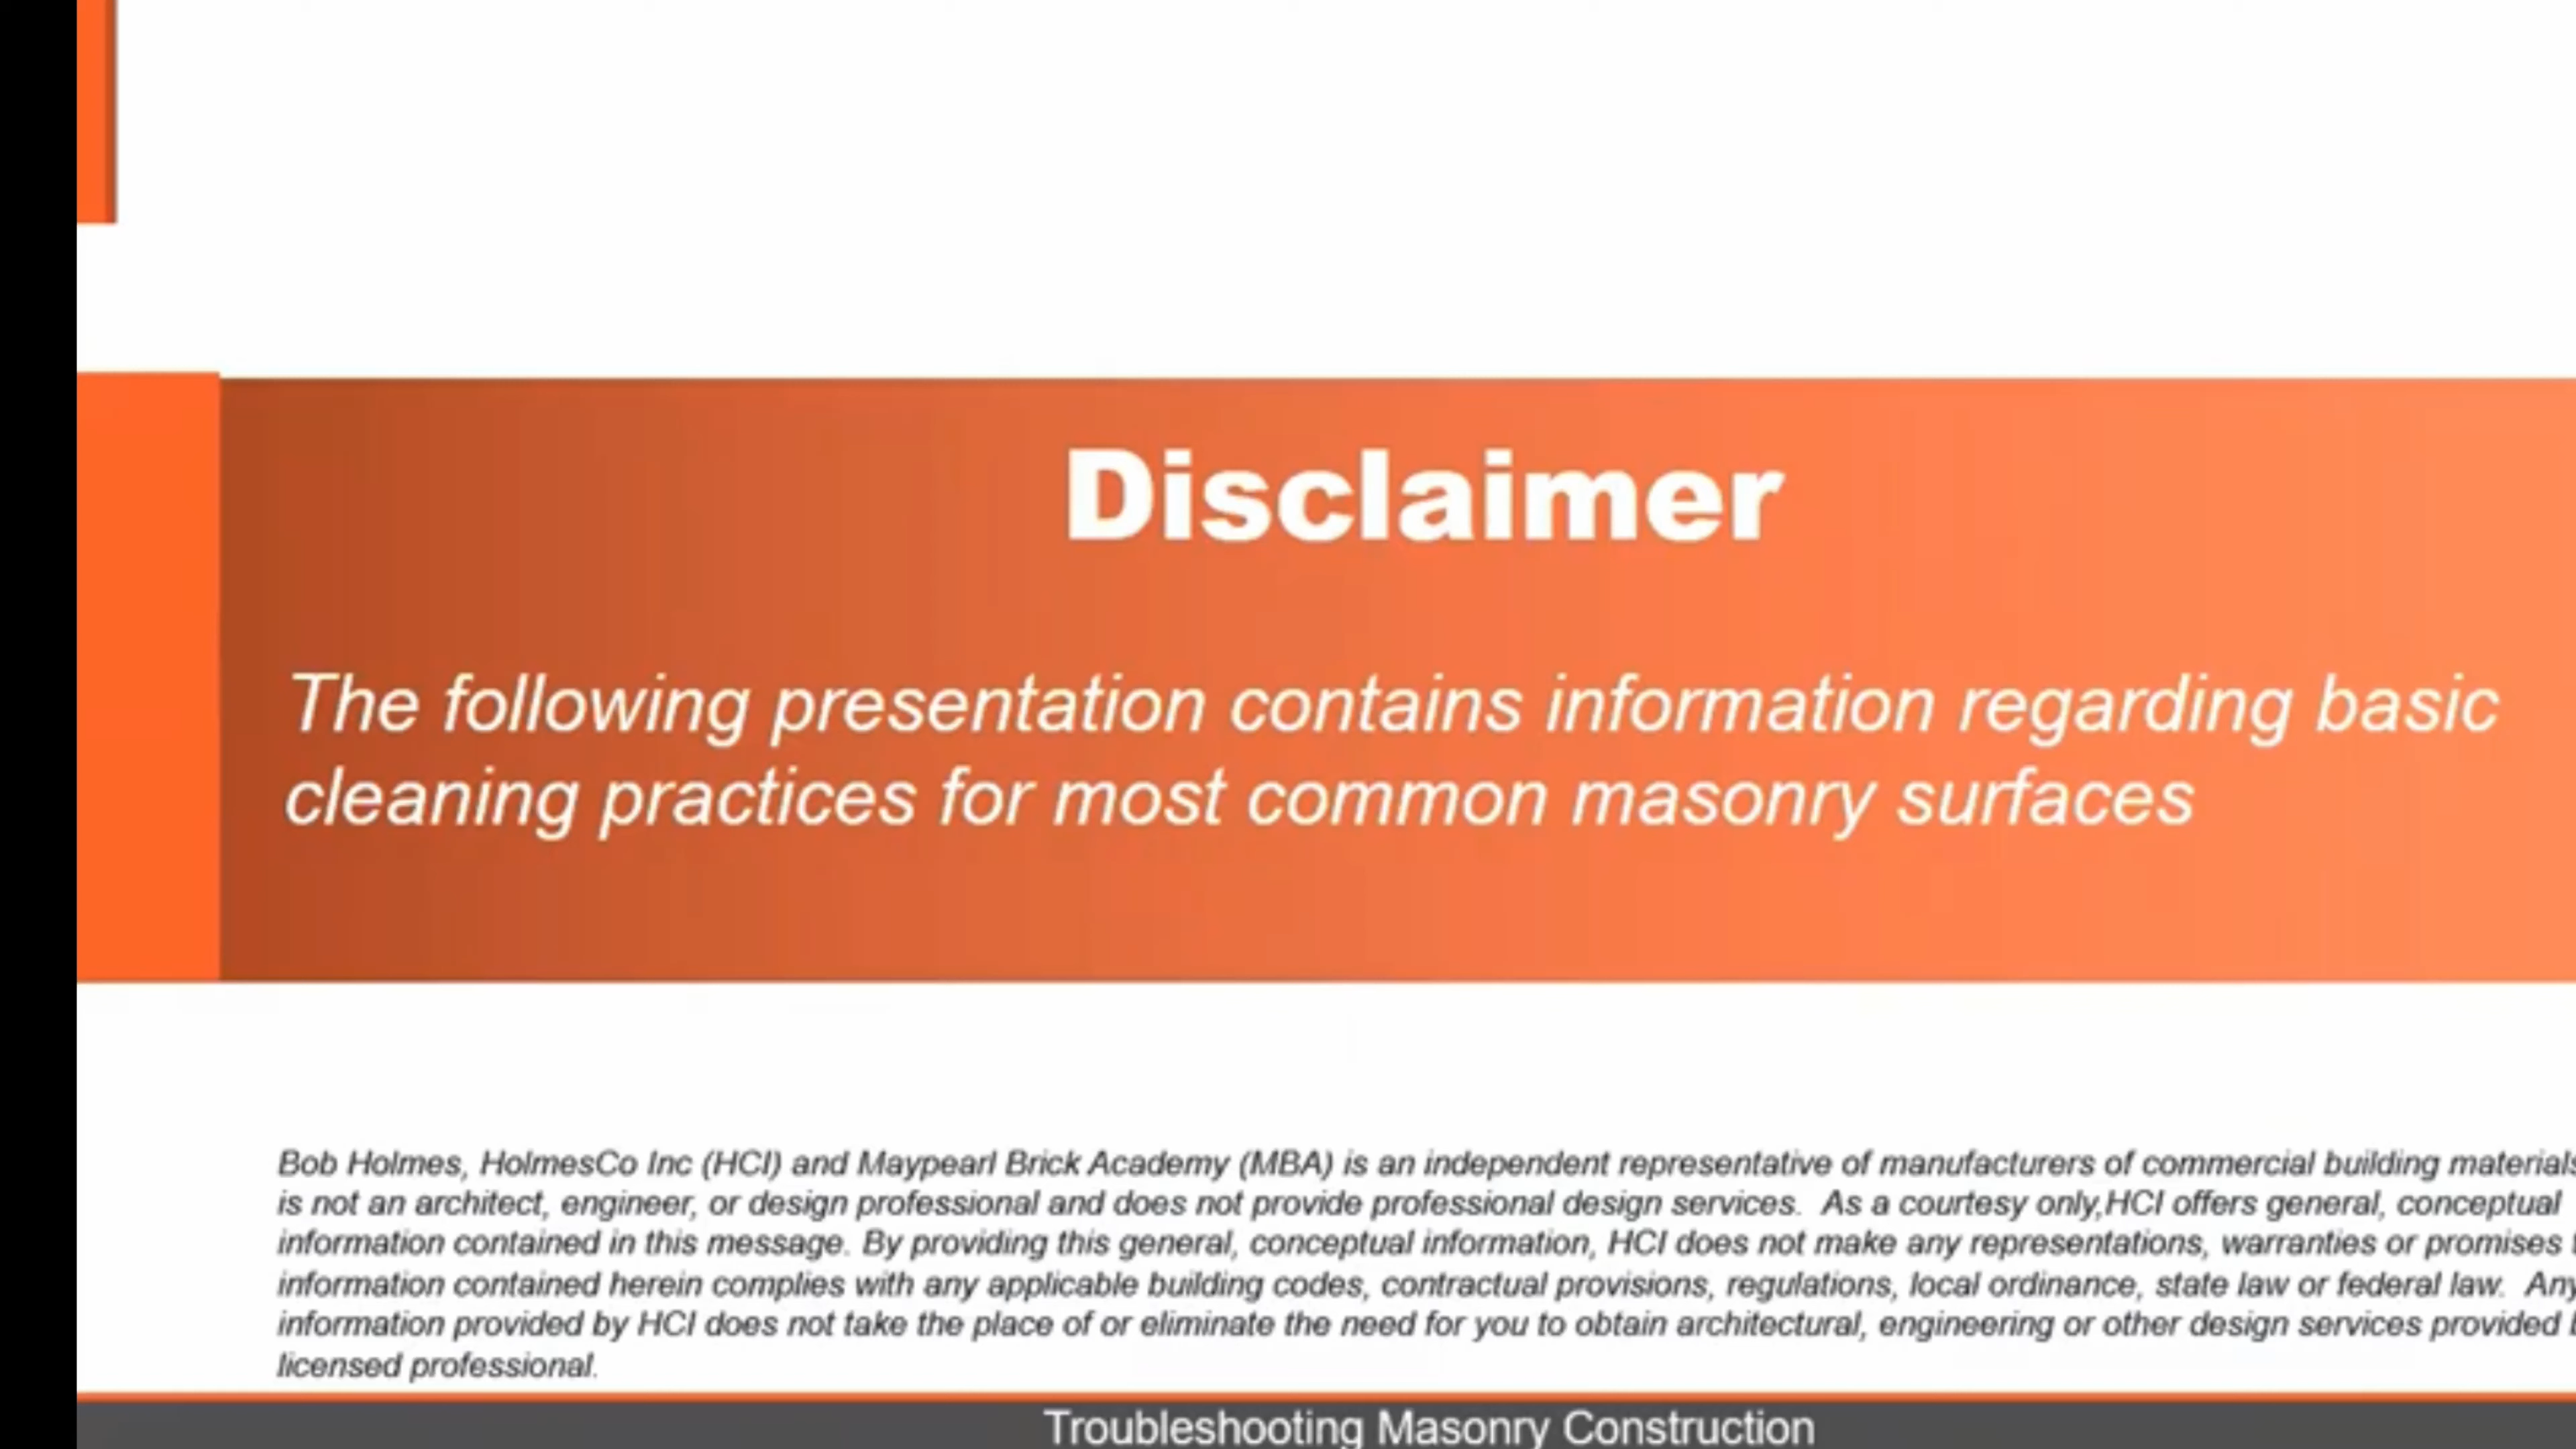 Disclaimer
The following presentation contains information regarding basic
cleaning practices for most common masonry surfaces
Bob Holmes, HolmesCo Inc (HCI) and Maypearl Brick Academy (MBA) is an independent representative of manufacturers of commercial building materials
is not an architect, engineer, or design professional and does not provide professional design services. As a courtesy only,HCI offers general, conceptual
information contained in this message. By providing this general, conceptual information, HCI does not make any representations, warranties or promises
information contained herein complies with any applicable building codes, contractual provisions, regulations, local ordinance, state law or federal law. Any
information provided by HCI does not take the place of or eliminate the need for you to obtain architectural, engineering or other design services provided
licensed professional.
Troubleshooting Masonry Construction